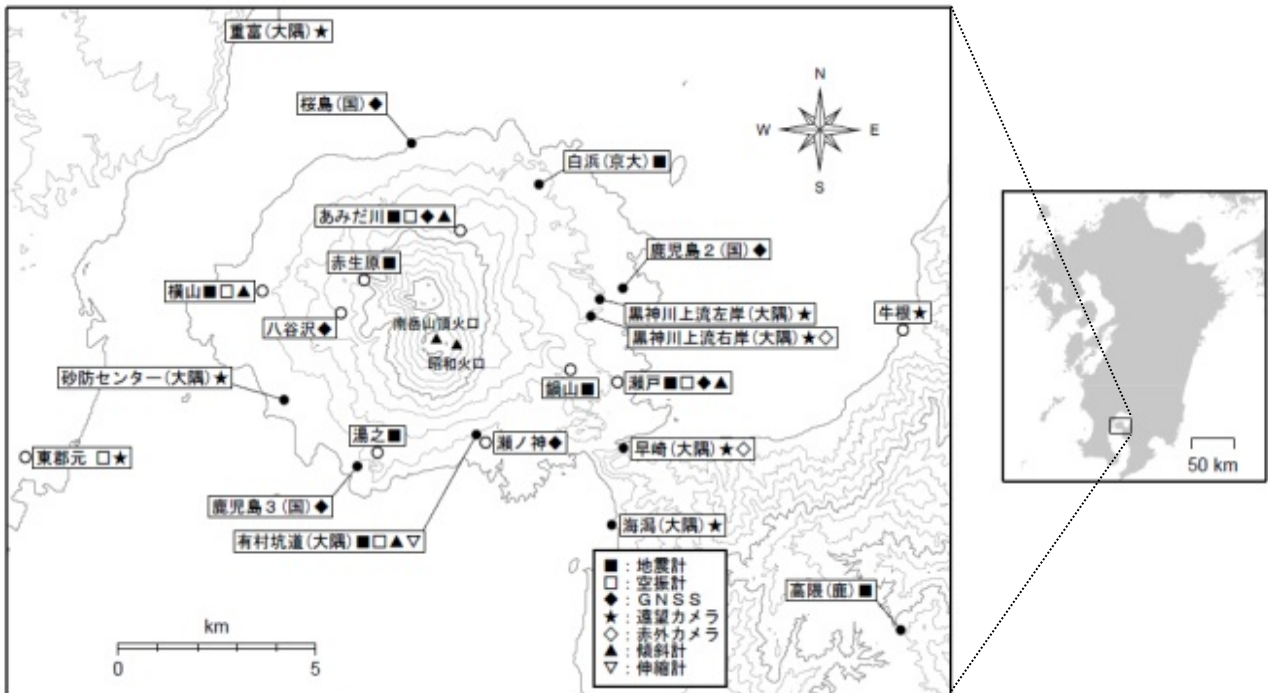 重富(大隅)★
桜島(国)◆
N
W E
S
白浜(京大)■
あみだ川■□◆▲
鹿児島2(国)◆
赤生原■
横山■□▲
黒神川上流左岸(大隅)★
牛根★
八谷沢◆
南岳山頂火口
黒神川上流右岸(大隅)★◇
昭和火口
砂防センター(大隅)★
鍋山■
瀬戸■□◆▲
湯之■
瀬ノ神◆
早崎(大隅)★◇
東郡元 □★
50 km
鹿児島3(国)◆
海潟(大隅)★
有村坑道(大隅)■□▲▽
■:地震計
□:空振計
◆:GNSS
★:遠望カメラ
◇:赤外カメラ
▲:傾斜計
▽:伸縮計
高隈(鹿)■
km
0 5